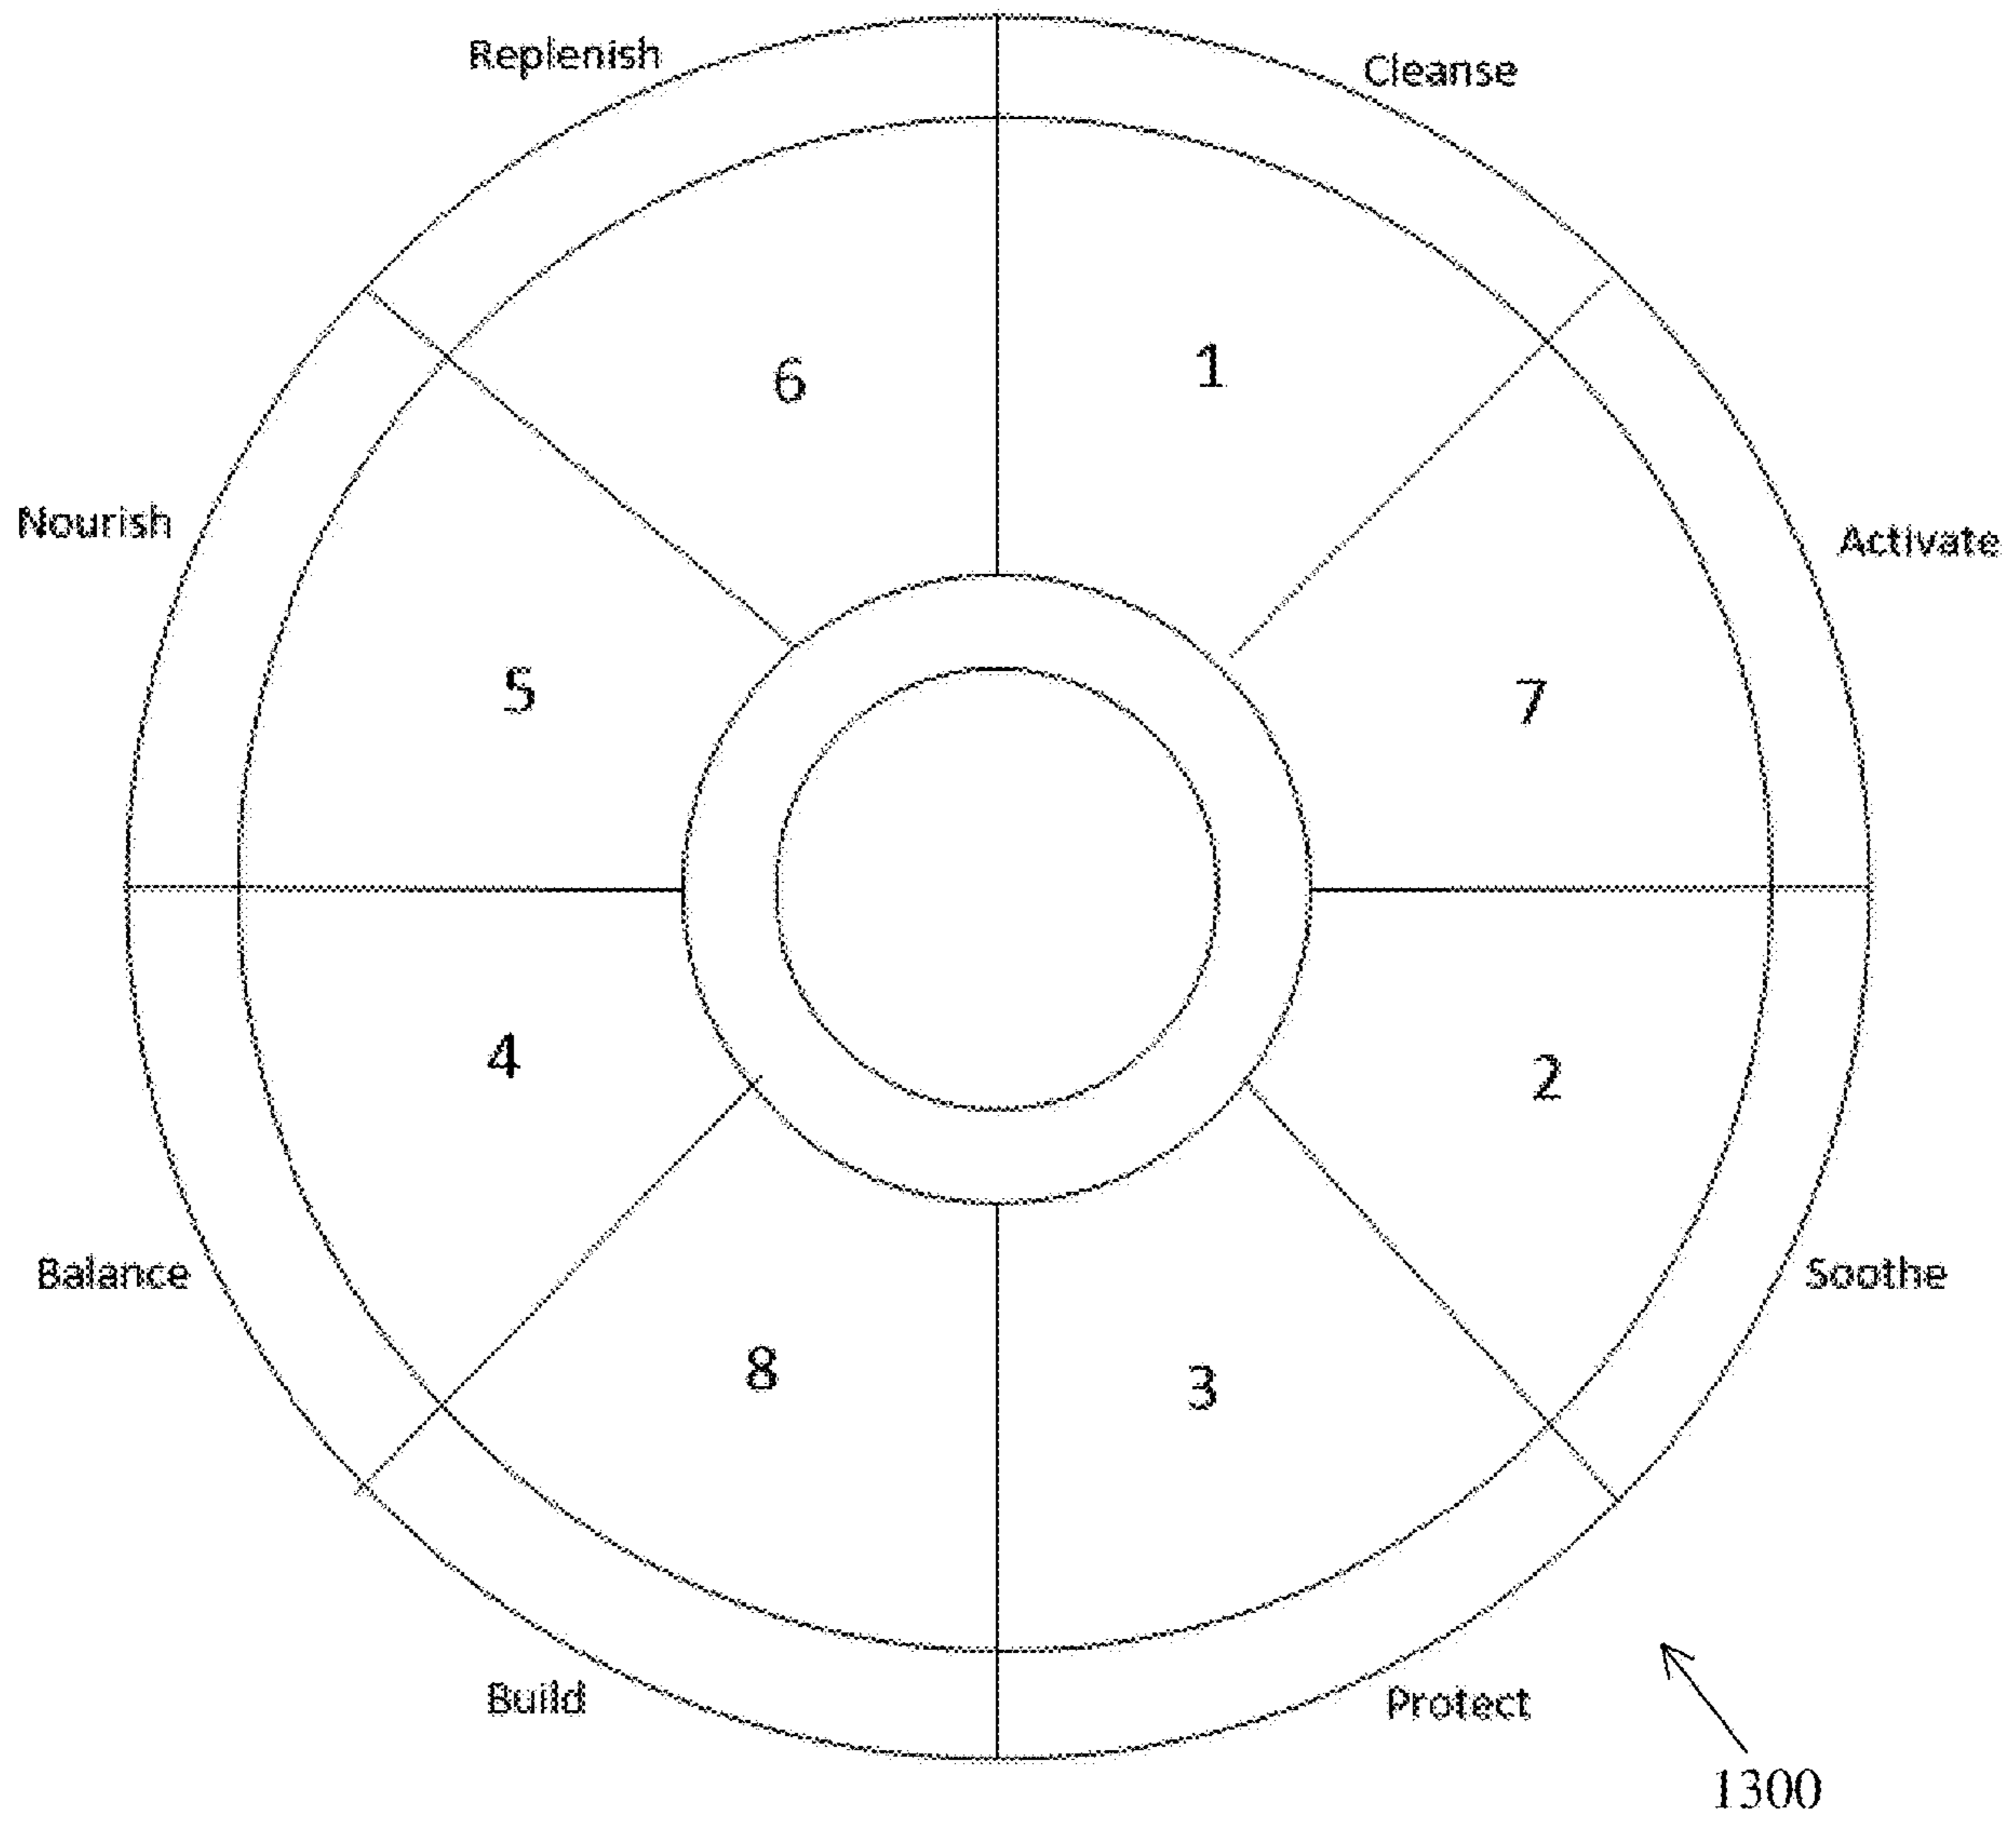 Replenish
Cleanse
6
1
Nourish
Activate
5
7
4
2
Balance
Soothe
8
3
Build
Protect
1300